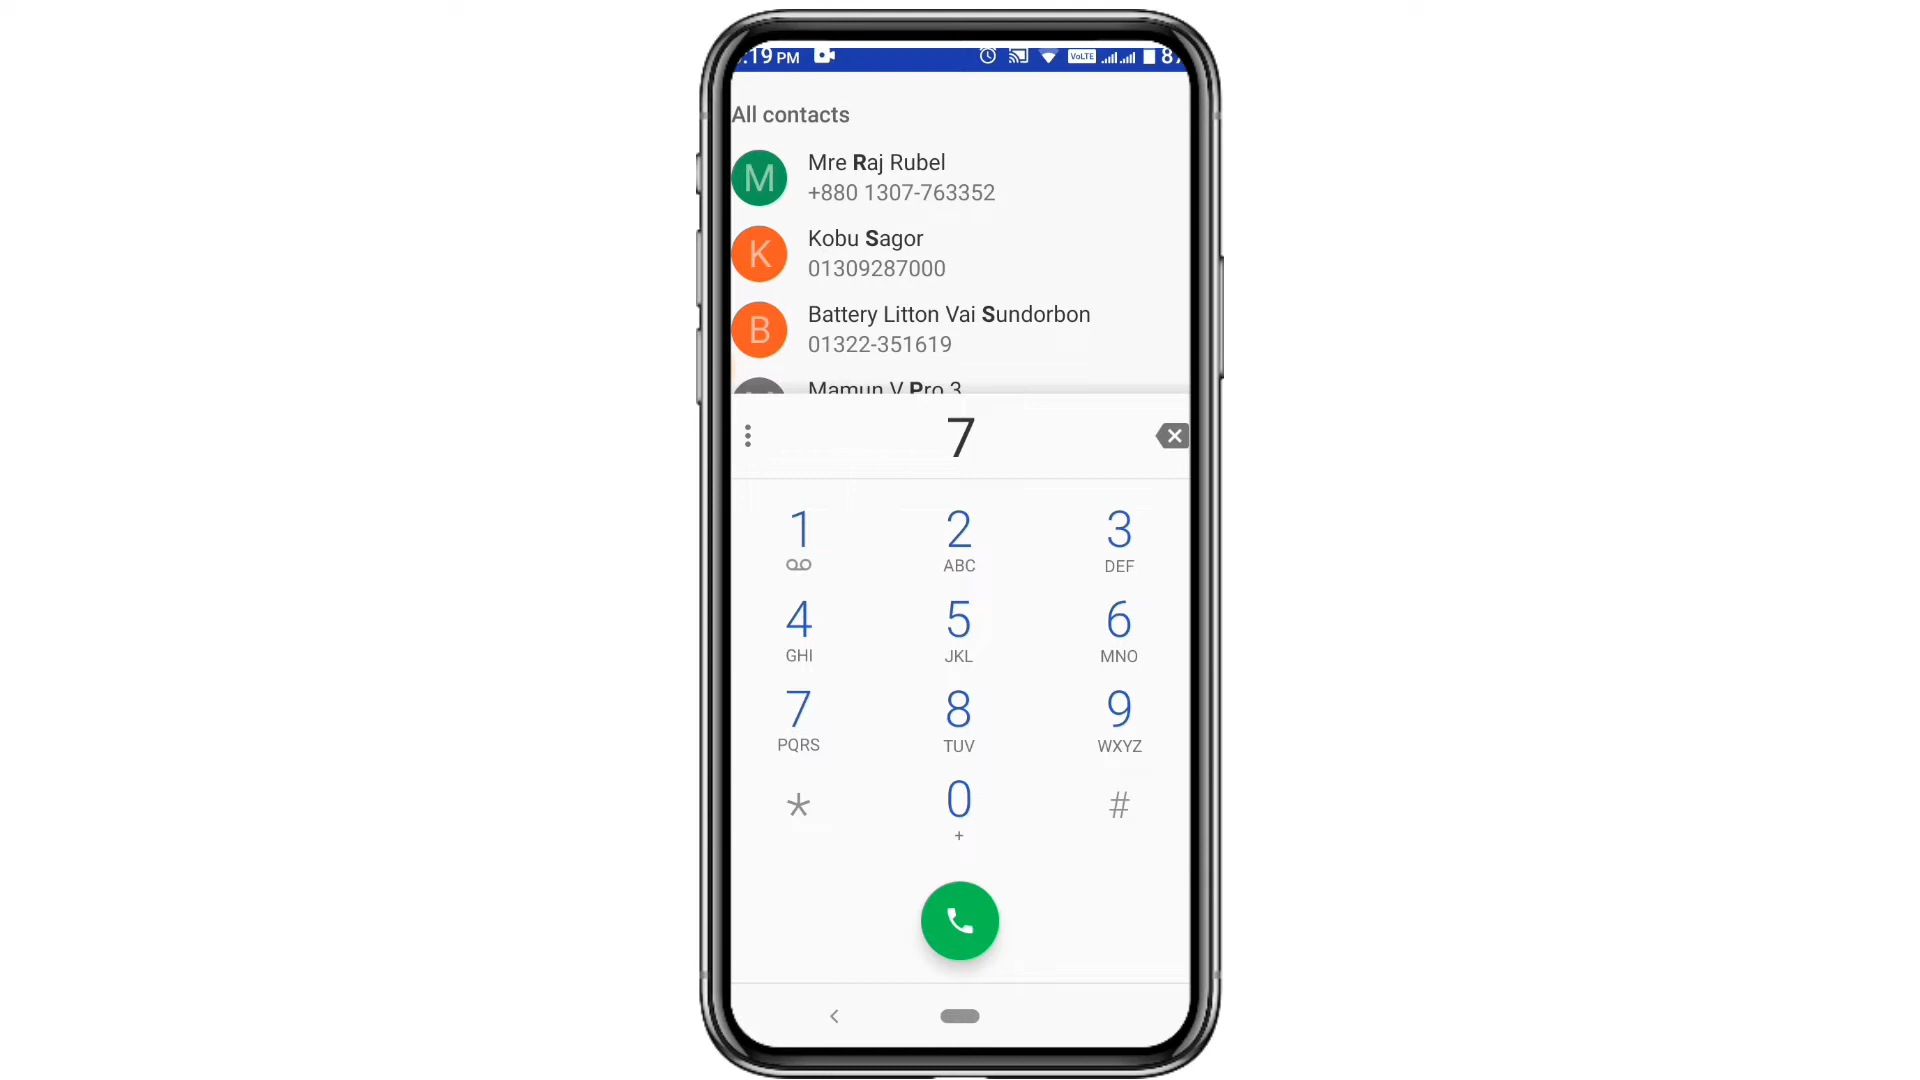 :19 PM VoLTE 87
All contacts
M
Mre Raj Rubel
+880 1307-763352
K
Kobu Sagor
01309287000
B
Battery Litton Vai Sundorbon
01322-351619
Mamun V Pro 3
7
1 2 3
ABC DEF
4 5 6
GHI JKL MNO
7 8 9
PQRS TUV WXYZ
* 0 #
+